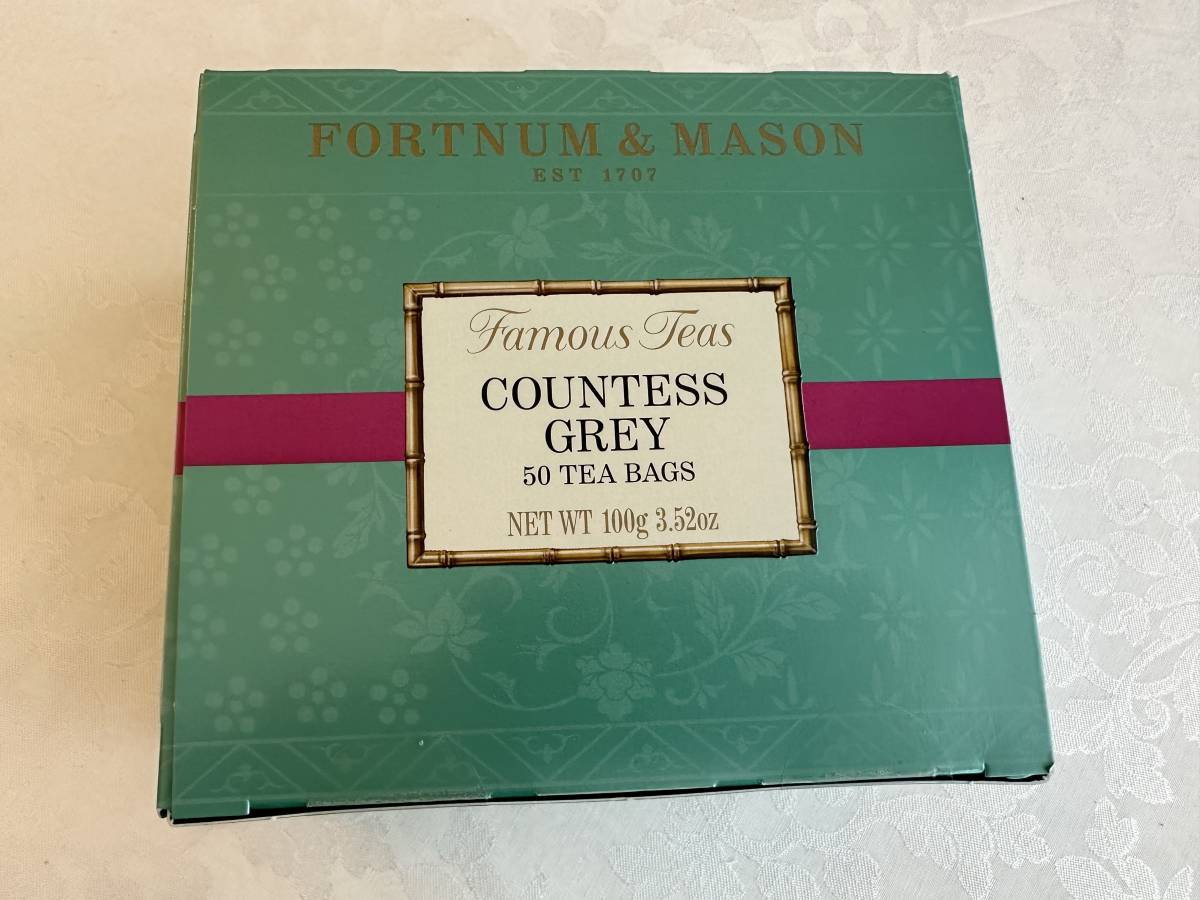 FORTNUM & MASON
EST 1707
Famous Teas
COUNTESS
GREY
50 TEA BAGS
NET WT 100g 3.52oz